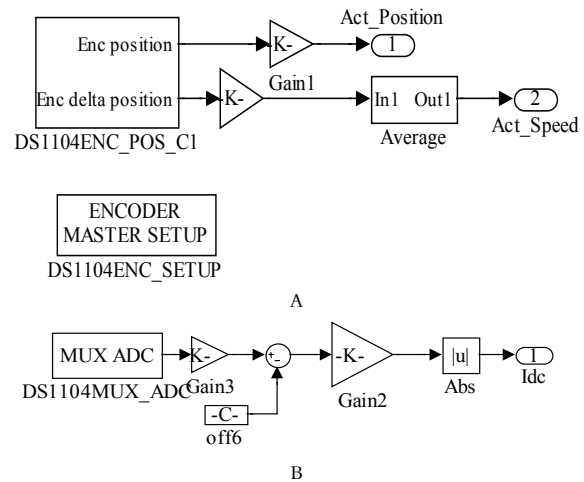 Act_Position
Enc position
-K-
1
Gain1
Enc delta position
-K-
In1 Out1
2
Average
Act_Speed
DS1104ENC_POS_C1
ENCODER
MASTER SETUP
DS1104ENC_SETUP
A
MUX ADC
K-
+
-
-K-
|u|
1
DS1104MUX_ADC
Gain3
Gain2
Abs
Idc
-C-
off6
B